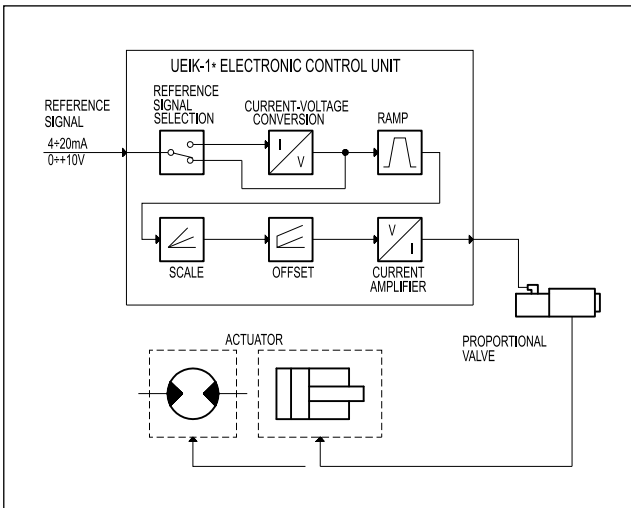 UEIK-1* ELECTRONIC CONTROL UNIT
REFERENCE
SIGNAL
4÷20mA
0÷+10V
REFERENCE
SIGNAL
SELECTION
CURRENT-VOLTAGE
CONVERSION
I
V
RAMP
SCALE
OFFSET
V
I
CURRENT
AMPLIFIER
PROPORTIONAL
VALVE
ACTUATOR